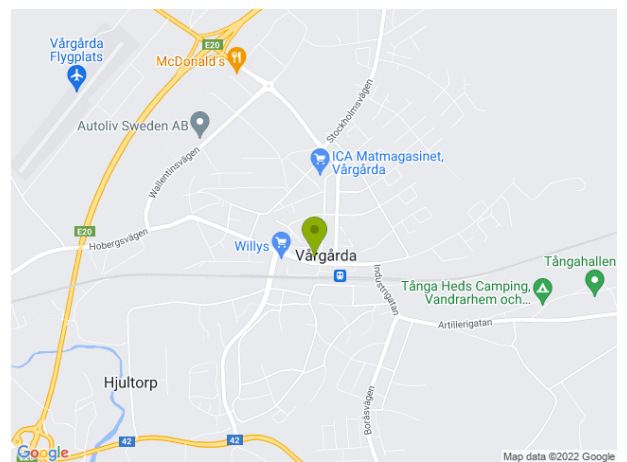 Vårgårda
Flygplats
E20
McDonald's
Autoliv Sweden AB
Stockholmsvägen
ICA Matmagasinet,
Vårgårda
Wallentinsvägen
E20
Hobergsvägen
Willys
Vårgårda
Industrigatan
Tångahallen
Tånga Heds Camping,
Vandrarhem och...
Artillerigatan
Hjultorp
Boråsvägen
42
42
Google
Map data ©2022 Google